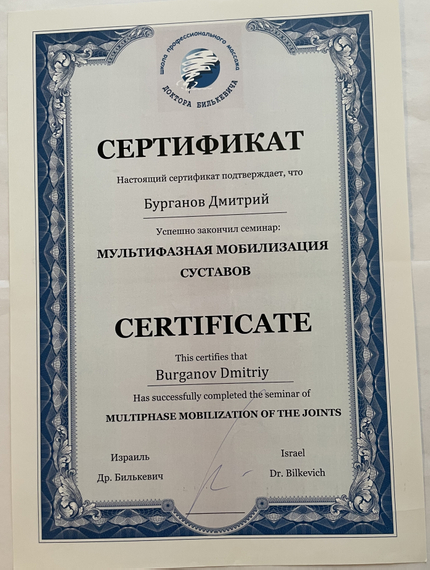 школа профессионального массажа
ДОКТОРА БИЛЬКЕВИЧА
СЕРТИФИКАТ
Настоящий сертификат подтверждает, что
Бурганов Дмитрий
Успешно закончил семинар:
МУЛЬТИФАЗНАЯ МОБИЛИЗАЦИЯ
СУСТАВОВ
CERTIFICATE
This certifies that
Burganov Dmitriy
Has successfully completed the seminar of
MULTIPHASE MOBILIZATION OF THE JOINTS
Израиль Israel
Др. Билькевич Dr. Bilkevich